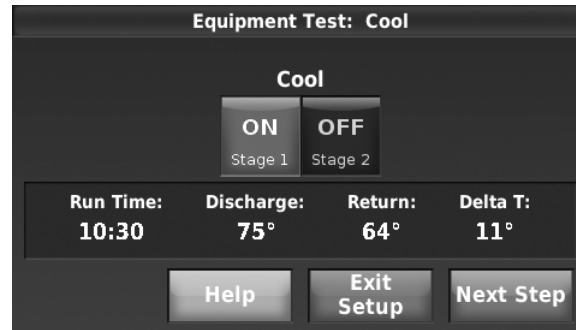 Equipment Test: Cool
Cool
ON OFF
Stage 1 Stage 2
Run Time: Discharge: Return: Delta T:
10:30 75° 64° 11°
Help Exit Setup Next Step